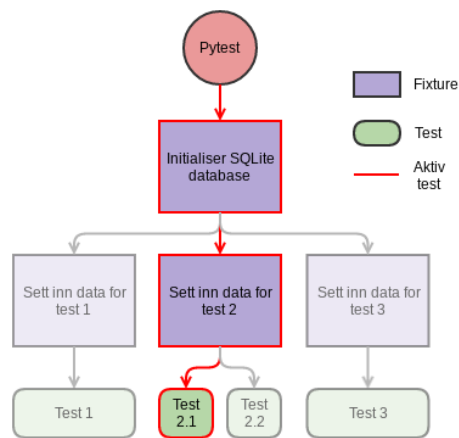 Pytest
Fixture
Test
Aktiv
test
Initialiser SQLite
database
Sett inn data for
test 1
Sett inn data for
test 2
Sett inn data for
test 3
Test 1
Test
2.1
Test
2.2
Test 3